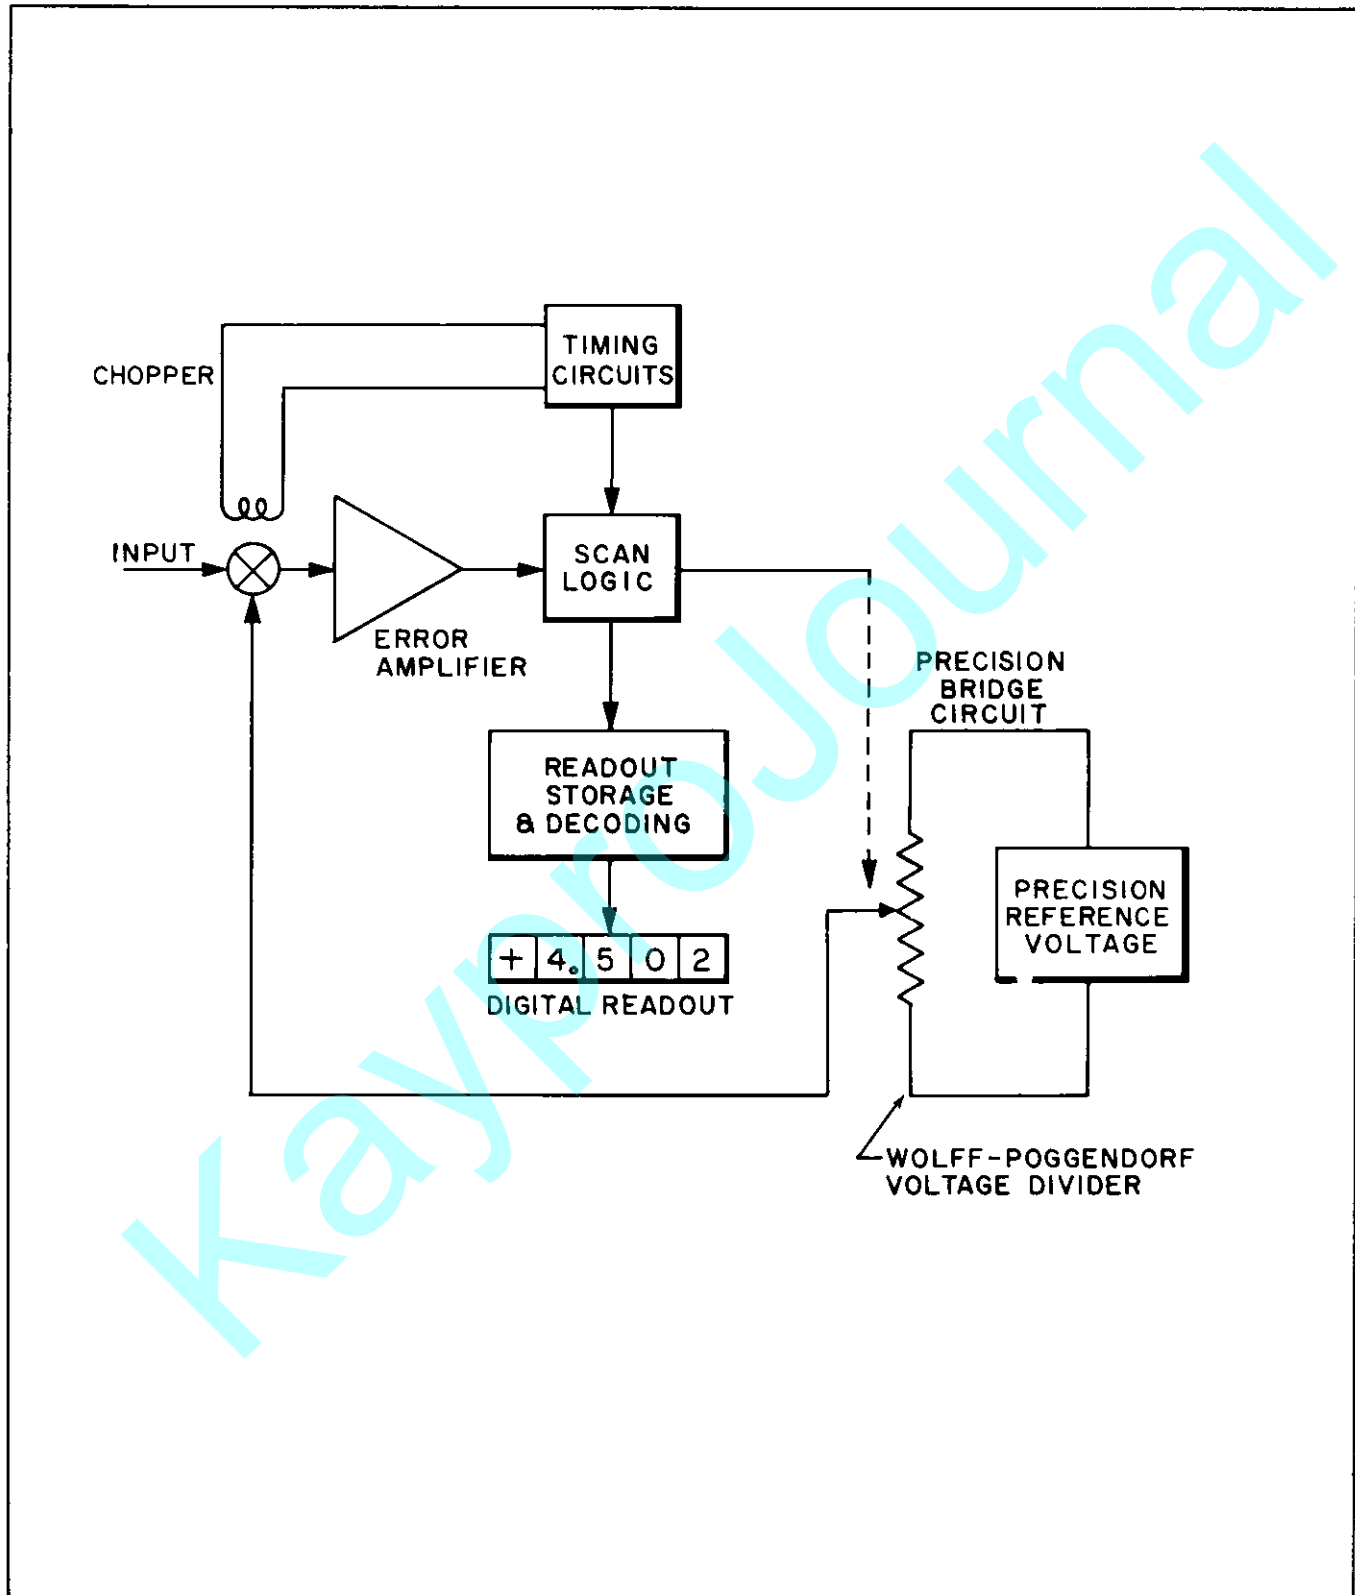 TIMING
CIRCUITS
CHOPPER
INPUT
SCAN
LOGIC
ERROR
AMPLIFIER
PRECISION
BRIDGE
CIRCUIT
READOUT
STORAGE
& DECODING
PRECISION
REFERENCE
VOLTAGE
+ 4. 5 0 2
DIGITAL READOUT
WOLFF-POGGENDORF
VOLTAGE DIVIDER
KayproJournal